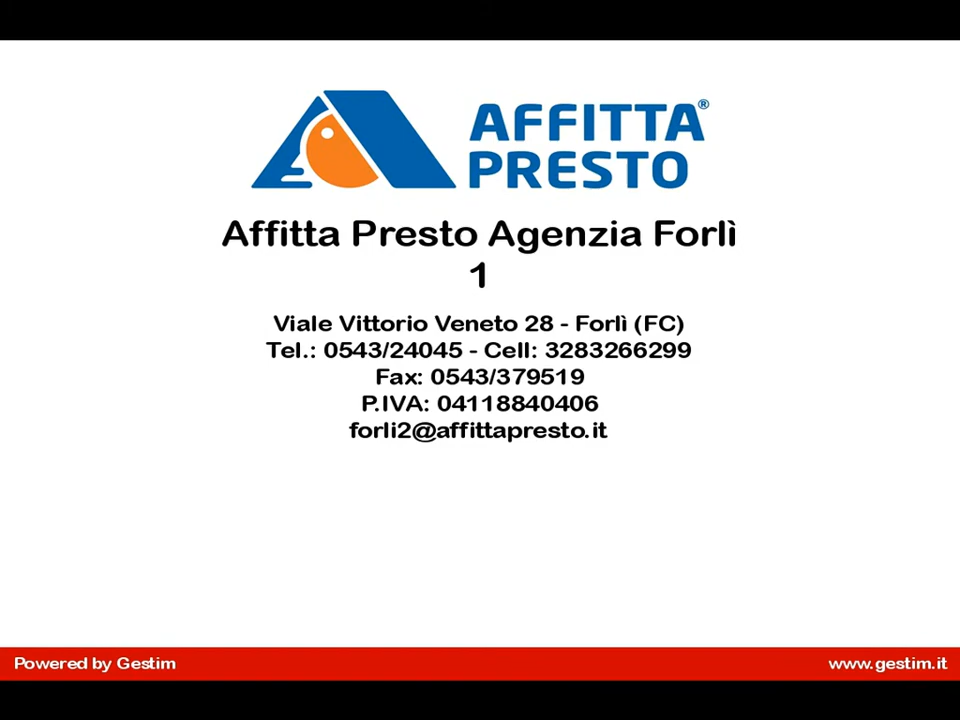 AFFITTA®
PRESTO
Affitta Presto Agenzia Forlì
1
Viale Vittorio Veneto 28 - Forlì (FC)
Tel.: 0543/24045 - Cell: 3283266299
Fax: 0543/379519
P.IVA: 04118840406
forli2@affittapresto.it
Powered by Gestim
www.gestim.it